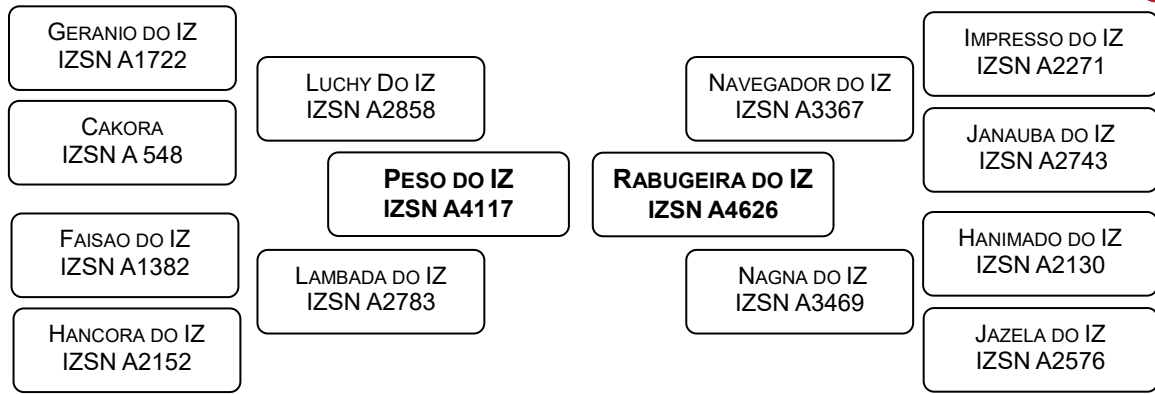 GERANIO DO IZ
IZSN A1722
CAKORA
IZSN A 548
FAISAO DO IZ
IZSN A1382
HANCORA DO IZ
IZSN A2152
LUCHY DO IZ
IZSN A2858
LAMBADA DO IZ
IZSN A2783
PESO DO IZ
IZSN A4117
RABUGEIRA DO IZ
IZSN A4626
NAVEGADOR DO IZ
IZSN A3367
NAGNA DO IZ
IZSN A3469
IMPRESSO DO IZ
IZSN A2271
JANAUBA DO IZ
IZSN A2743
HANIMADO DO IZ
IZSN A2130
JAZELA DO IZ
IZSN A2576